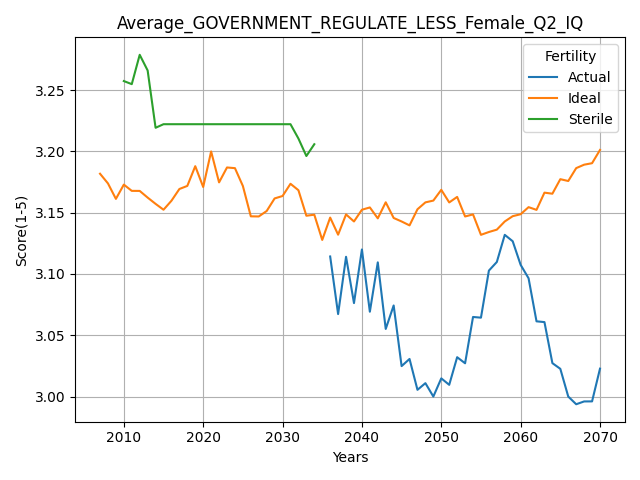 Average_GOVERNMENT_REGULATE_LESS_Female_Q2_IQ
Fertility
Actual
Ideal
Sterile
Score(1-5)
3.25
3.20
3.15
3.10
3.05
3.00
2010 2020 2030 2040 2050 2060 2070
Years